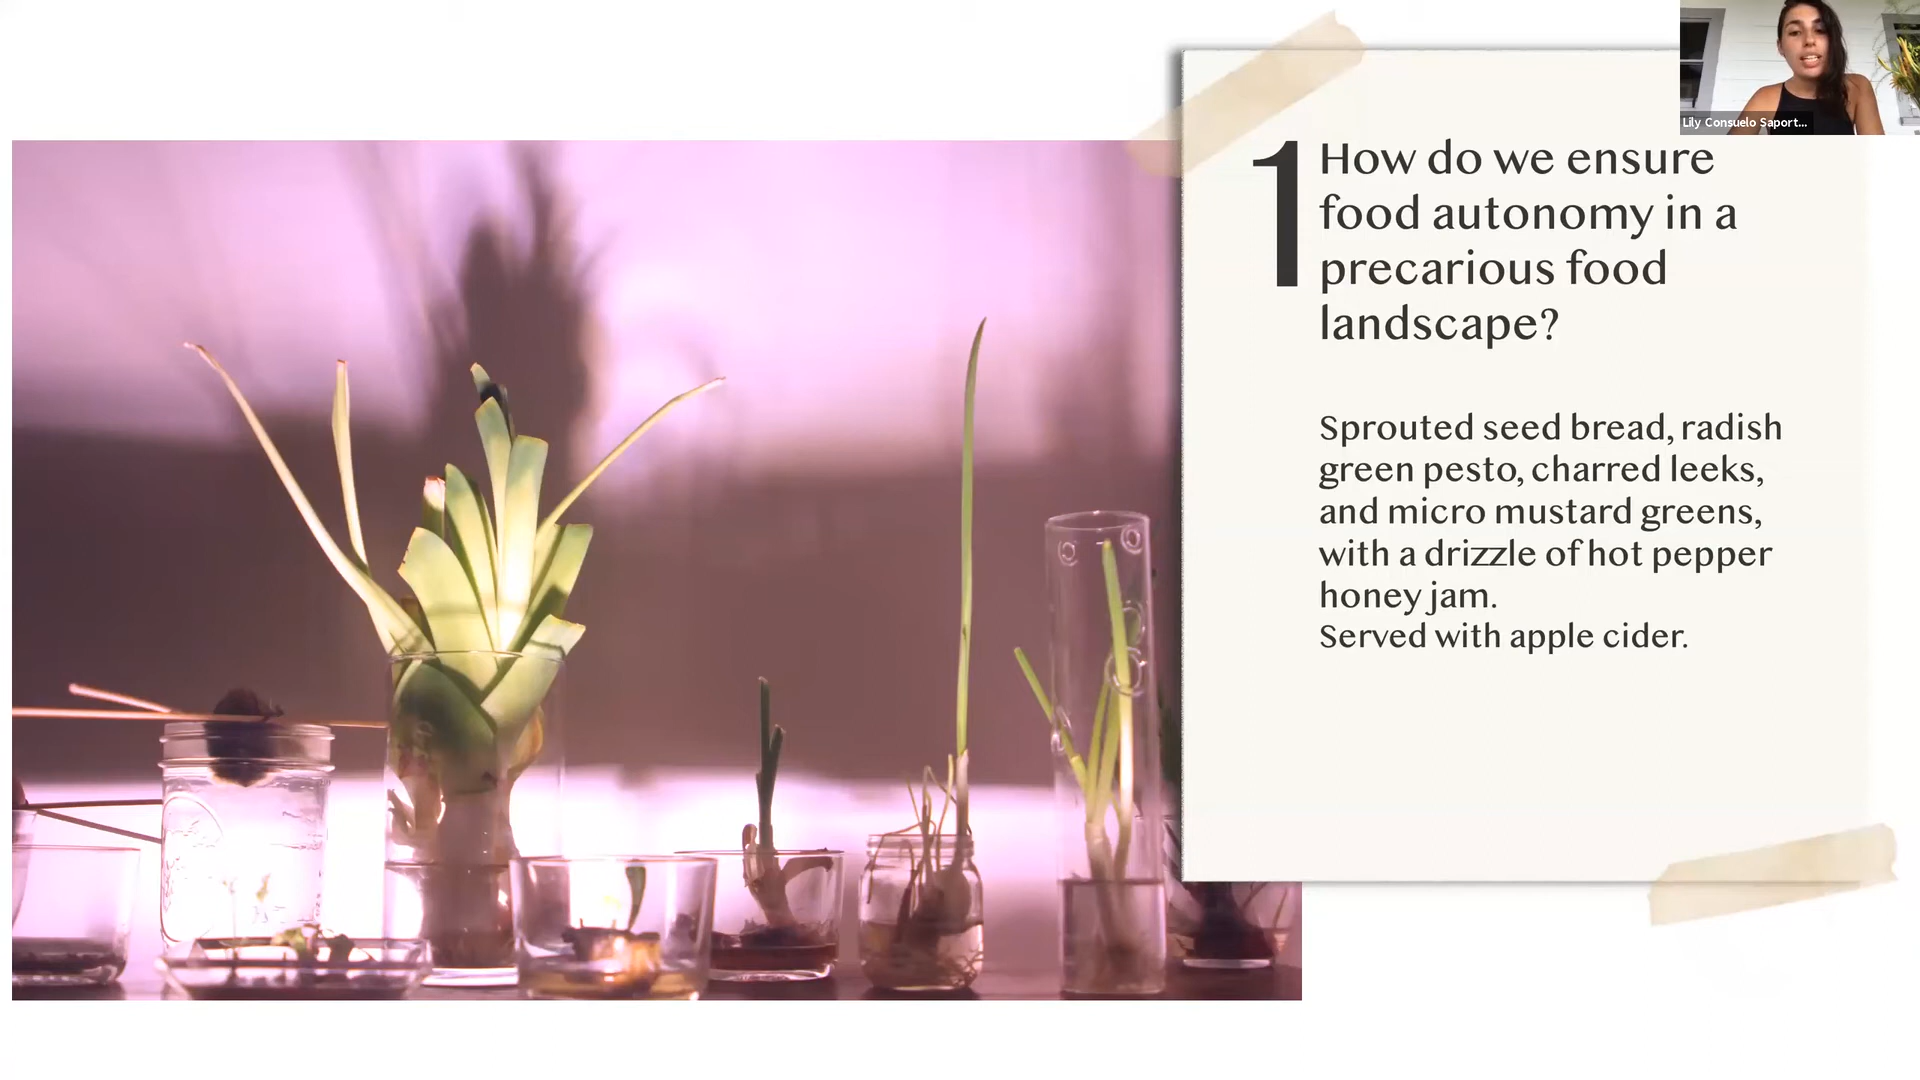 Lily Consuelo Saport...
1
How do we ensure
food autonomy in a
precarious food
landscape?
Sprouted seed bread, radish
green pesto, charred leeks,
and micro mustard greens,
with a drizzle of hot pepper
honey jam.
Served with apple cider.